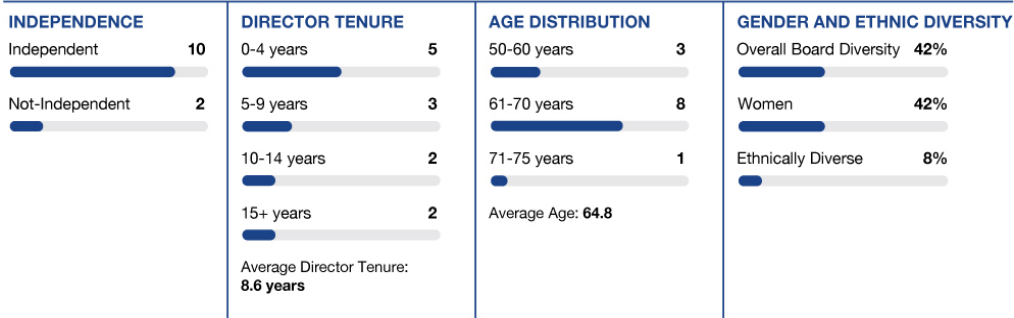 INDEPENDENCE
Independent 10
Not-Independent 2
DIRECTOR TENURE
0-4 years 5
5-9 years 3
10-14 years 2
15+ years 2
Average Director Tenure:
8.6 years
AGE DISTRIBUTION
50-60 years 3
61-70 years 8
71-75 years 1
Average Age: 64.8
GENDER AND ETHNIC DIVERSITY
Overall Board Diversity 42%
Women 42%
Ethnically Diverse 8%